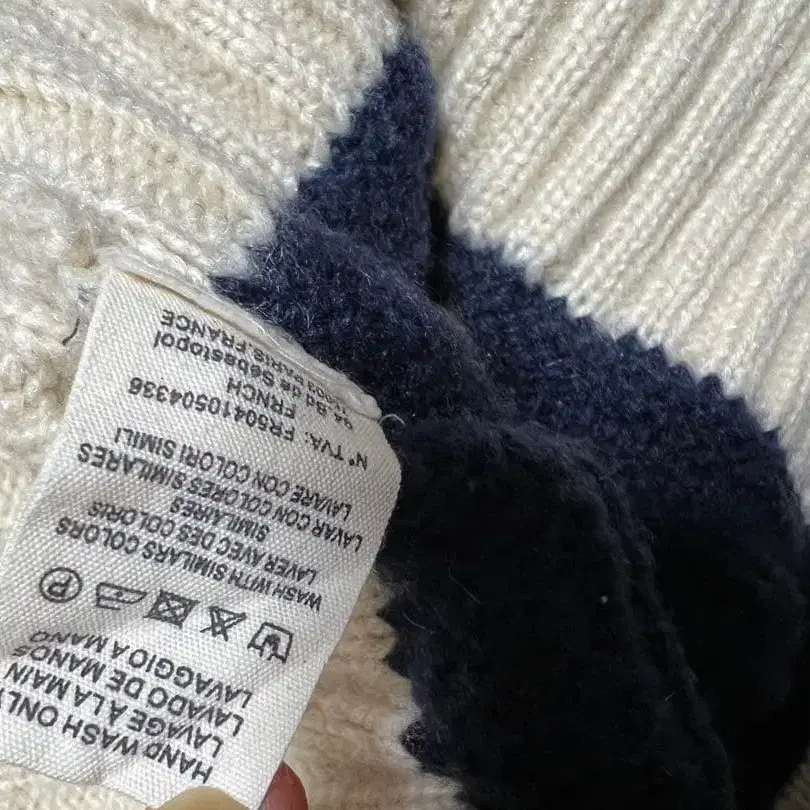 HAND WASH ONLY
LAVAGE À LA MAIN
LAVADO DE MANOS
LAVAGGIO A MANO
P
WASH WITH SIMILARS COLORS
LAVER AVEC DES COLORIS
SIMILAIRES
LAVAR CON COLORES SIMILARES
LAVARE CON COLORI SIMILI
N° TVA: FR50410504336
FRNCH
94, Bd de Sébastopol
PARIS FRANCE